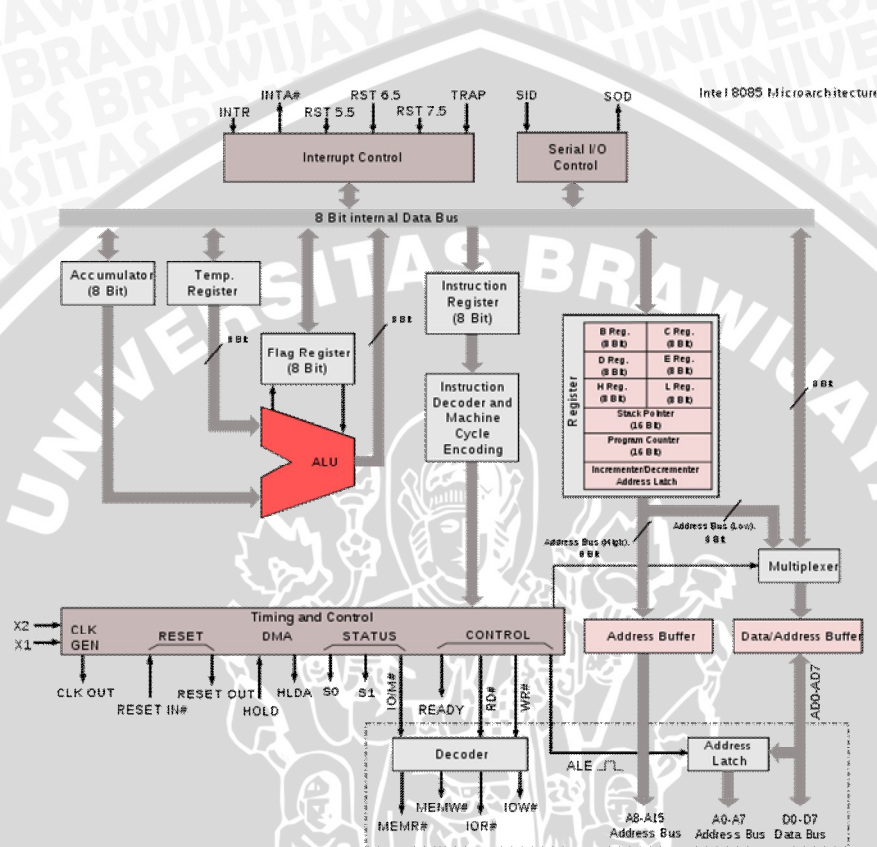 Intel 8085 Microarchitecture
INTR
INTA#
RST 5.5
RST 6.5
RST 7.5
TRAP
SID
SOD
Interrupt Control
Serial I/O
Control
8 Bit internal Data Bus
Accumulator
(8 Bit)
Temp.
Register
8 Bit
Flag Register
(8 Bit)
8 Bit
ALU
Instruction
Register
(8 Bit)
Instruction
Decoder and
Machine
Cycle
Encoding
Register
B Reg.
(8 Bit)
C Reg.
(8 Bit)
D Reg.
(8 Bit)
E Reg.
(8 Bit)
H Reg.
(8 Bit)
L Reg.
(8 Bit)
Stack Pointer
(16 Bit)
Program Counter
(16 Bit)
Incrementer/Decrementer
Address Latch
8 Bit
Address Bus (High).
8 Bit
Address Bus (Low).
8 Bit
Multiplexer
Address Buffer
Data/Address Buffer
AD0-AD7
X2
X1
Timing and Control
CLK
GEN
RESET
DMA
STATUS
CONTROL
CLK OUT
RESET IN#
RESET OUT
HOLD
HLDA
S0
S1
IO/M#
READY
RD#
WR#
ALE
Decoder
Address
Latch
MEMR#
MEMW#
IOR#
IOW#
A8-A15
Address Bus
A0-A7
Address Bus
D0-D7
Data Bus
UNIVERSITAS BRAWIJAYA